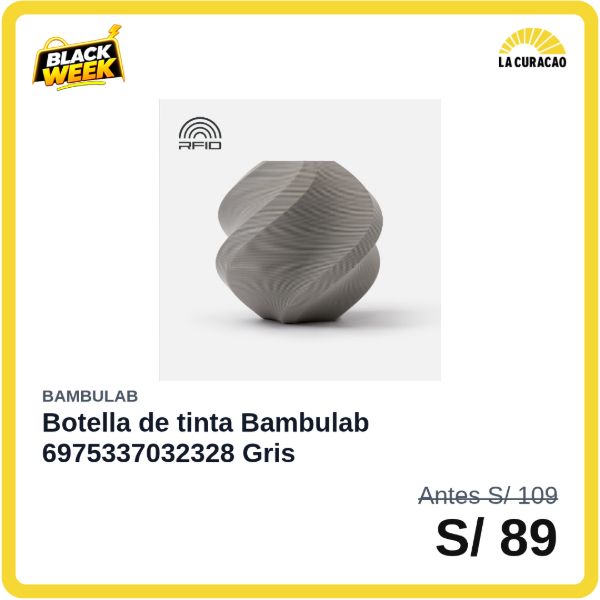 BLACK
WEEK
LA CURACAO
RFID
BAMBULAB
Botella de tinta Bambulab
6975337032328 Gris
Antes S/ 109
S/ 89